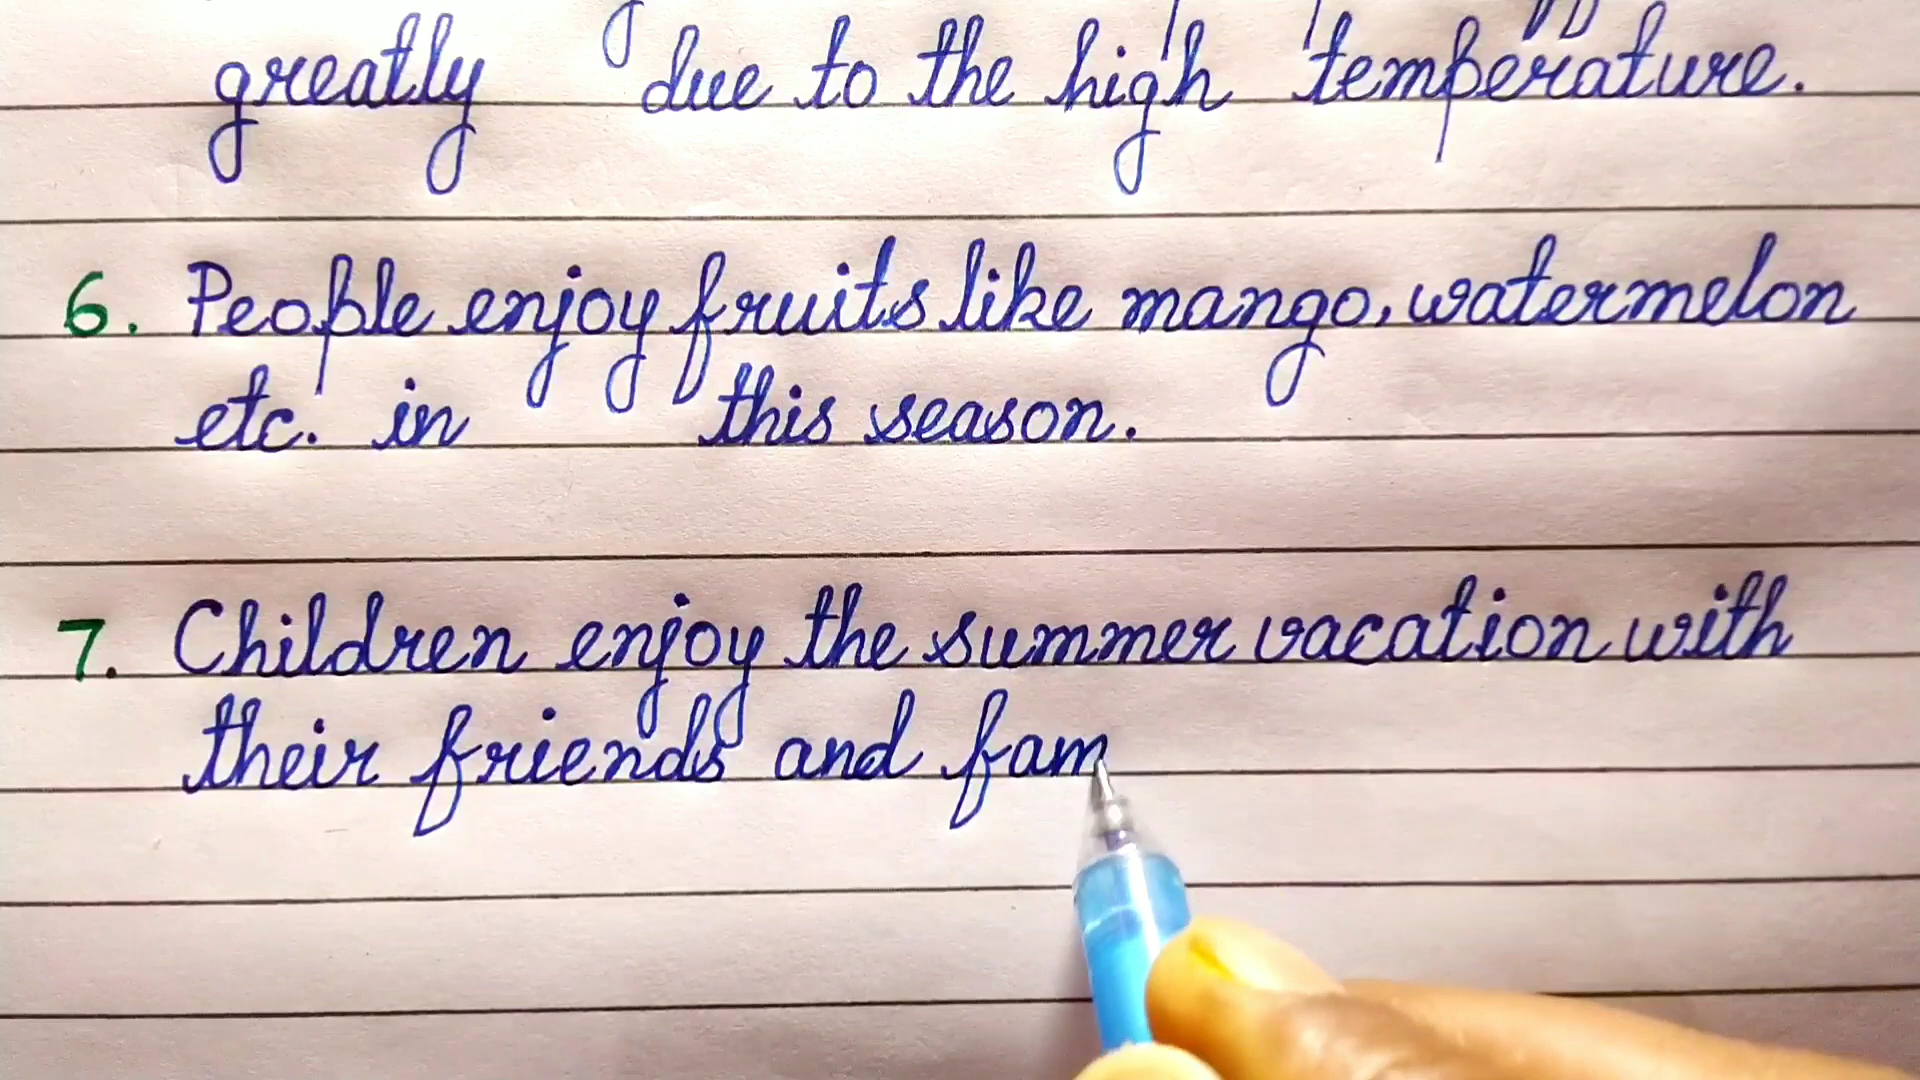 greatly due to the high temperature.
6. People enjoy fruits like mango, watermelon
etc. in this season.
7. Children enjoy the summer vacation with
their friends and fam